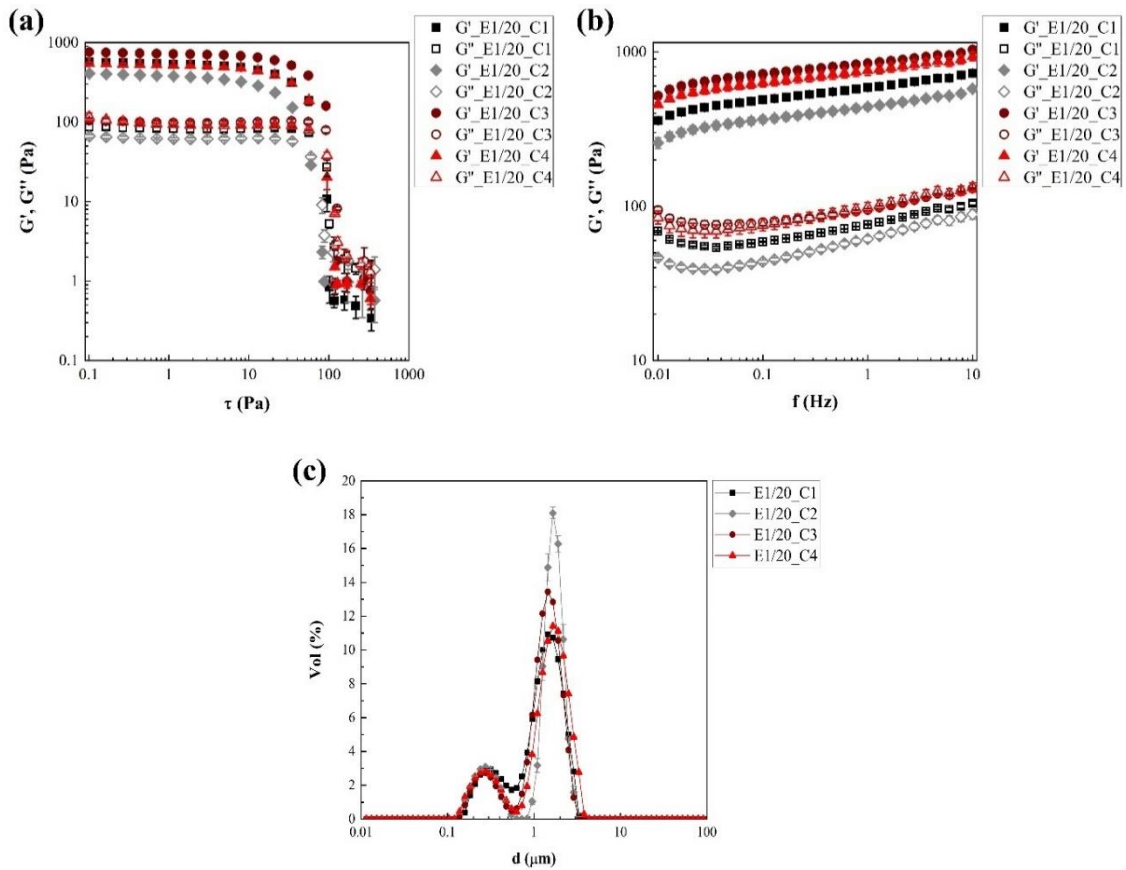 (a)
G'_E1/20_C1
G''_E1/20_C1
G'_E1/20_C2
G''_E1/20_C2
G'_E1/20_C3
G''_E1/20_C3
G'_E1/20_C4
G''_E1/20_C4
G', G'' (Pa)
1000
100
10
1
0.1
0.1
1
10
100
1000
τ (Pa)
(b)
G'_E1/20_C1
G''_E1/20_C1
G'_E1/20_C2
G''_E1/20_C2
G'_E1/20_C3
G''_E1/20_C3
G'_E1/20_C4
G''_E1/20_C4
G', G'' (Pa)
1000
100
10
0.01
0.1
1
10
f (Hz)
(c)
E1/20_C1
E1/20_C2
E1/20_C3
E1/20_C4
Vol (%)
20
18
16
14
12
10
8
6
4
2
0
0.01
0.1
1
10
100
d (μm)